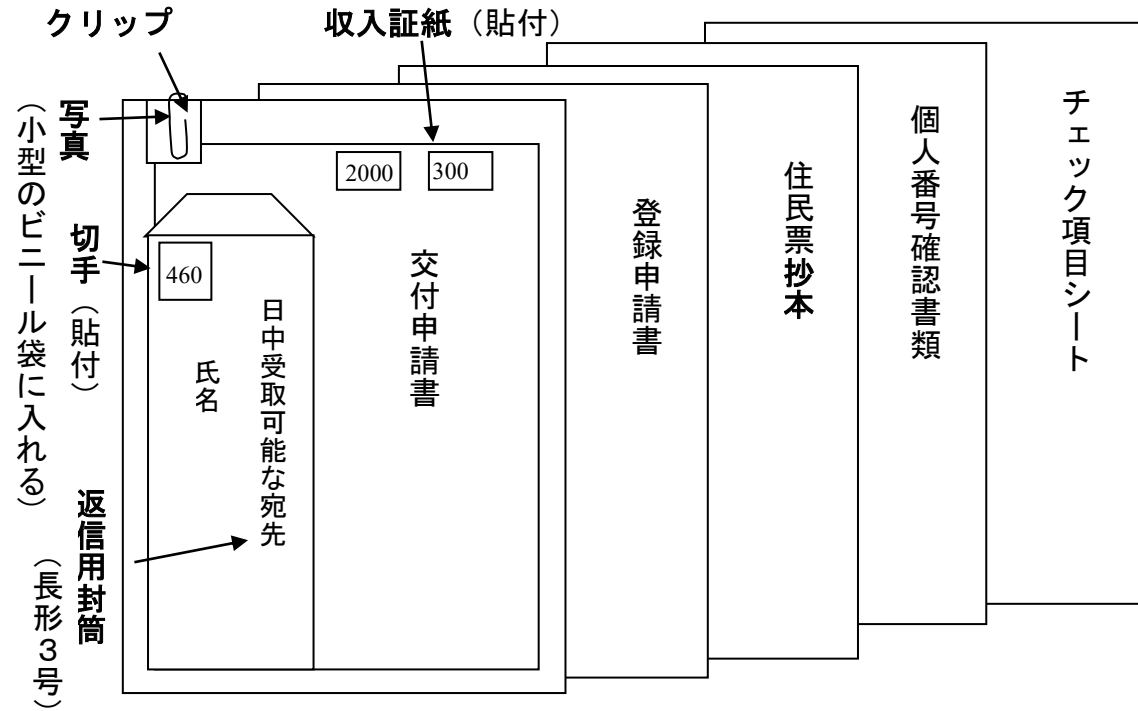 クリップ
収入証紙（貼付）
写真
（小型のビニール袋に入れる）
切手（貼付）
返信用封筒
（長形３号）
2000
300
460
日中受取可能な宛先
氏名
交付申請書
登録申請書
住民票抄本
個人番号確認書類
チェック項目シート